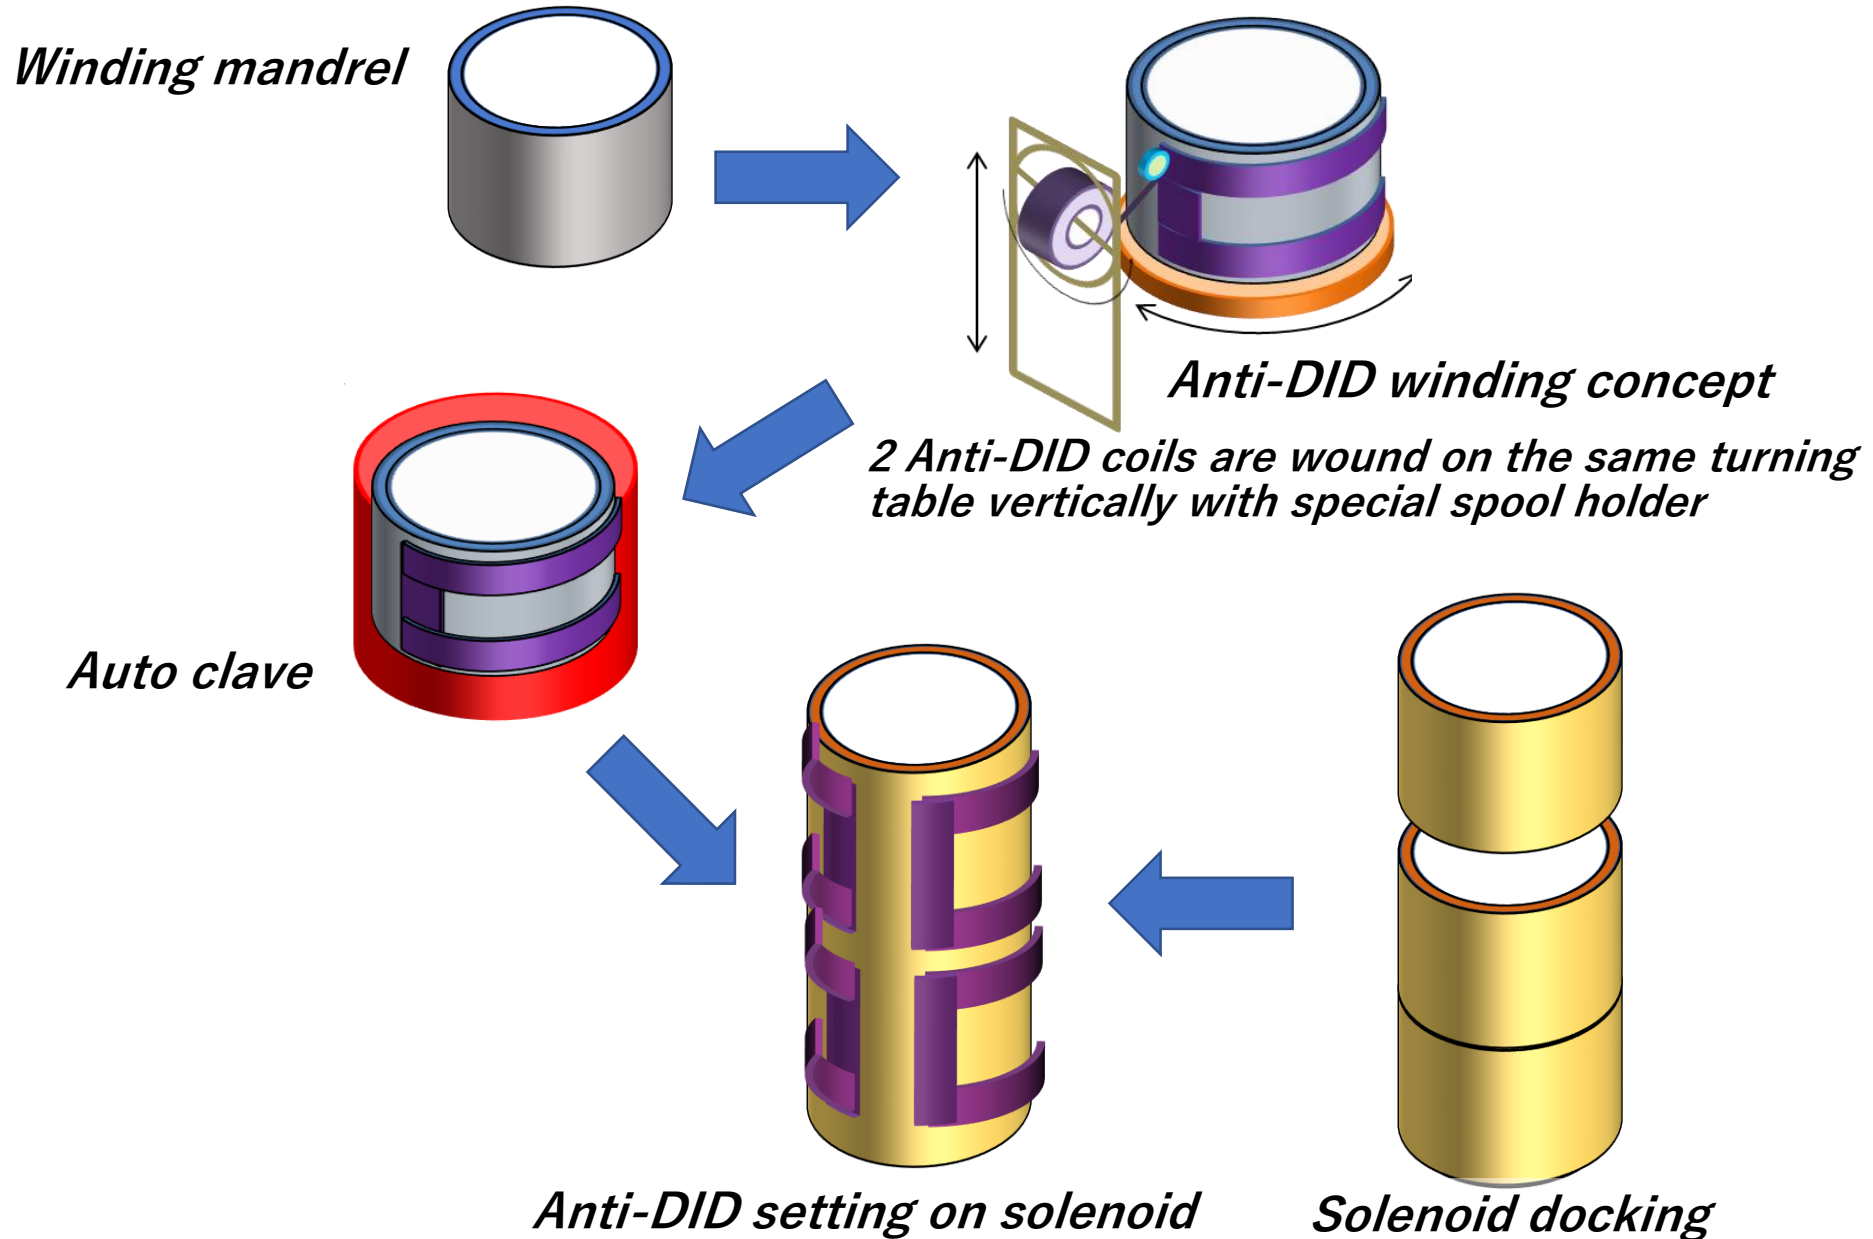 Winding mandrel
Anti-DID winding concept
2 Anti-DID coils are wound on the same turning
table vertically with special spool holder
Auto clave
Anti-DID setting on solenoid
Solenoid docking